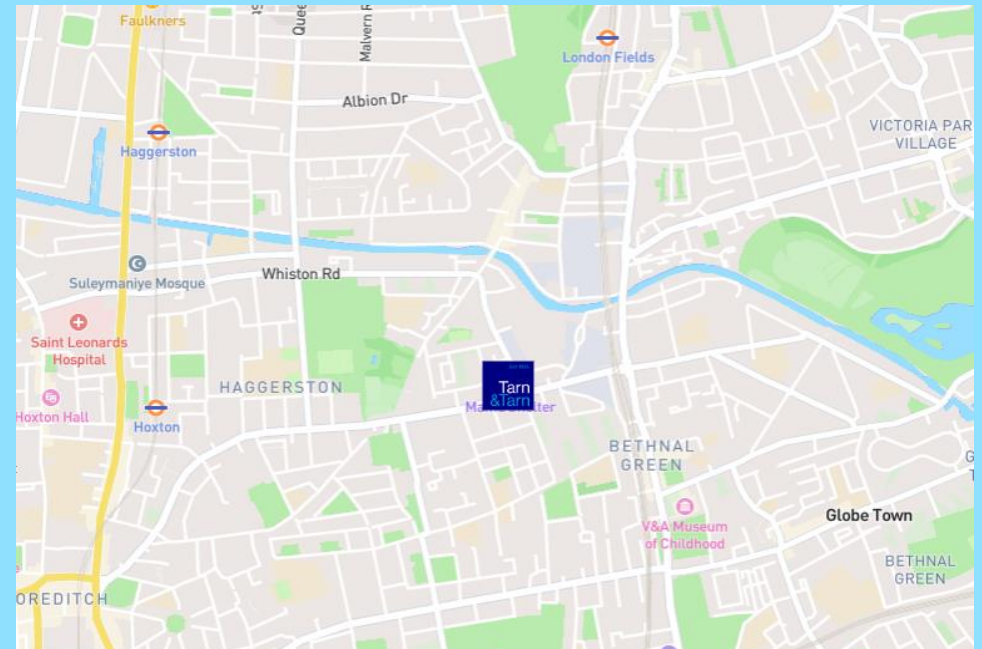 Faulkners
Malvern R
London Fields
Albion Dr
VICTORIA PAR
VILLAGE
Haggerston
Whiston Rd
Suleymaniye Mosque
Saint Leonards
Hospital
HAGGERSTON
Tarn
&Tarn
Hoxton Hall
Hoxton
BETHNAL
GREEN
V&A Museum
of Childhood
Globe Town
BETHNAL
GREEN
OREDITCH